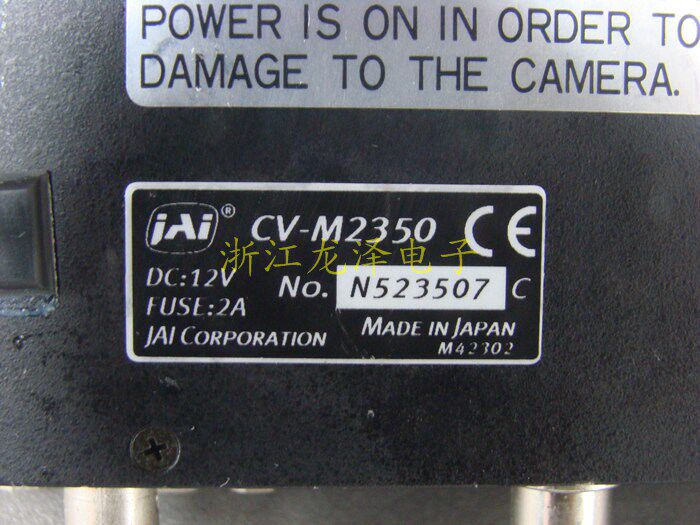 POWER IS ON IN ORDER TO
DAMAGE TO THE CAMERA.
JAi® CV-M2350 CE
浙江龙泽电子
DC:12V No. N523507 C
FUSE:2A
JAI CORPORATION MADE IN JAPAN
M42302